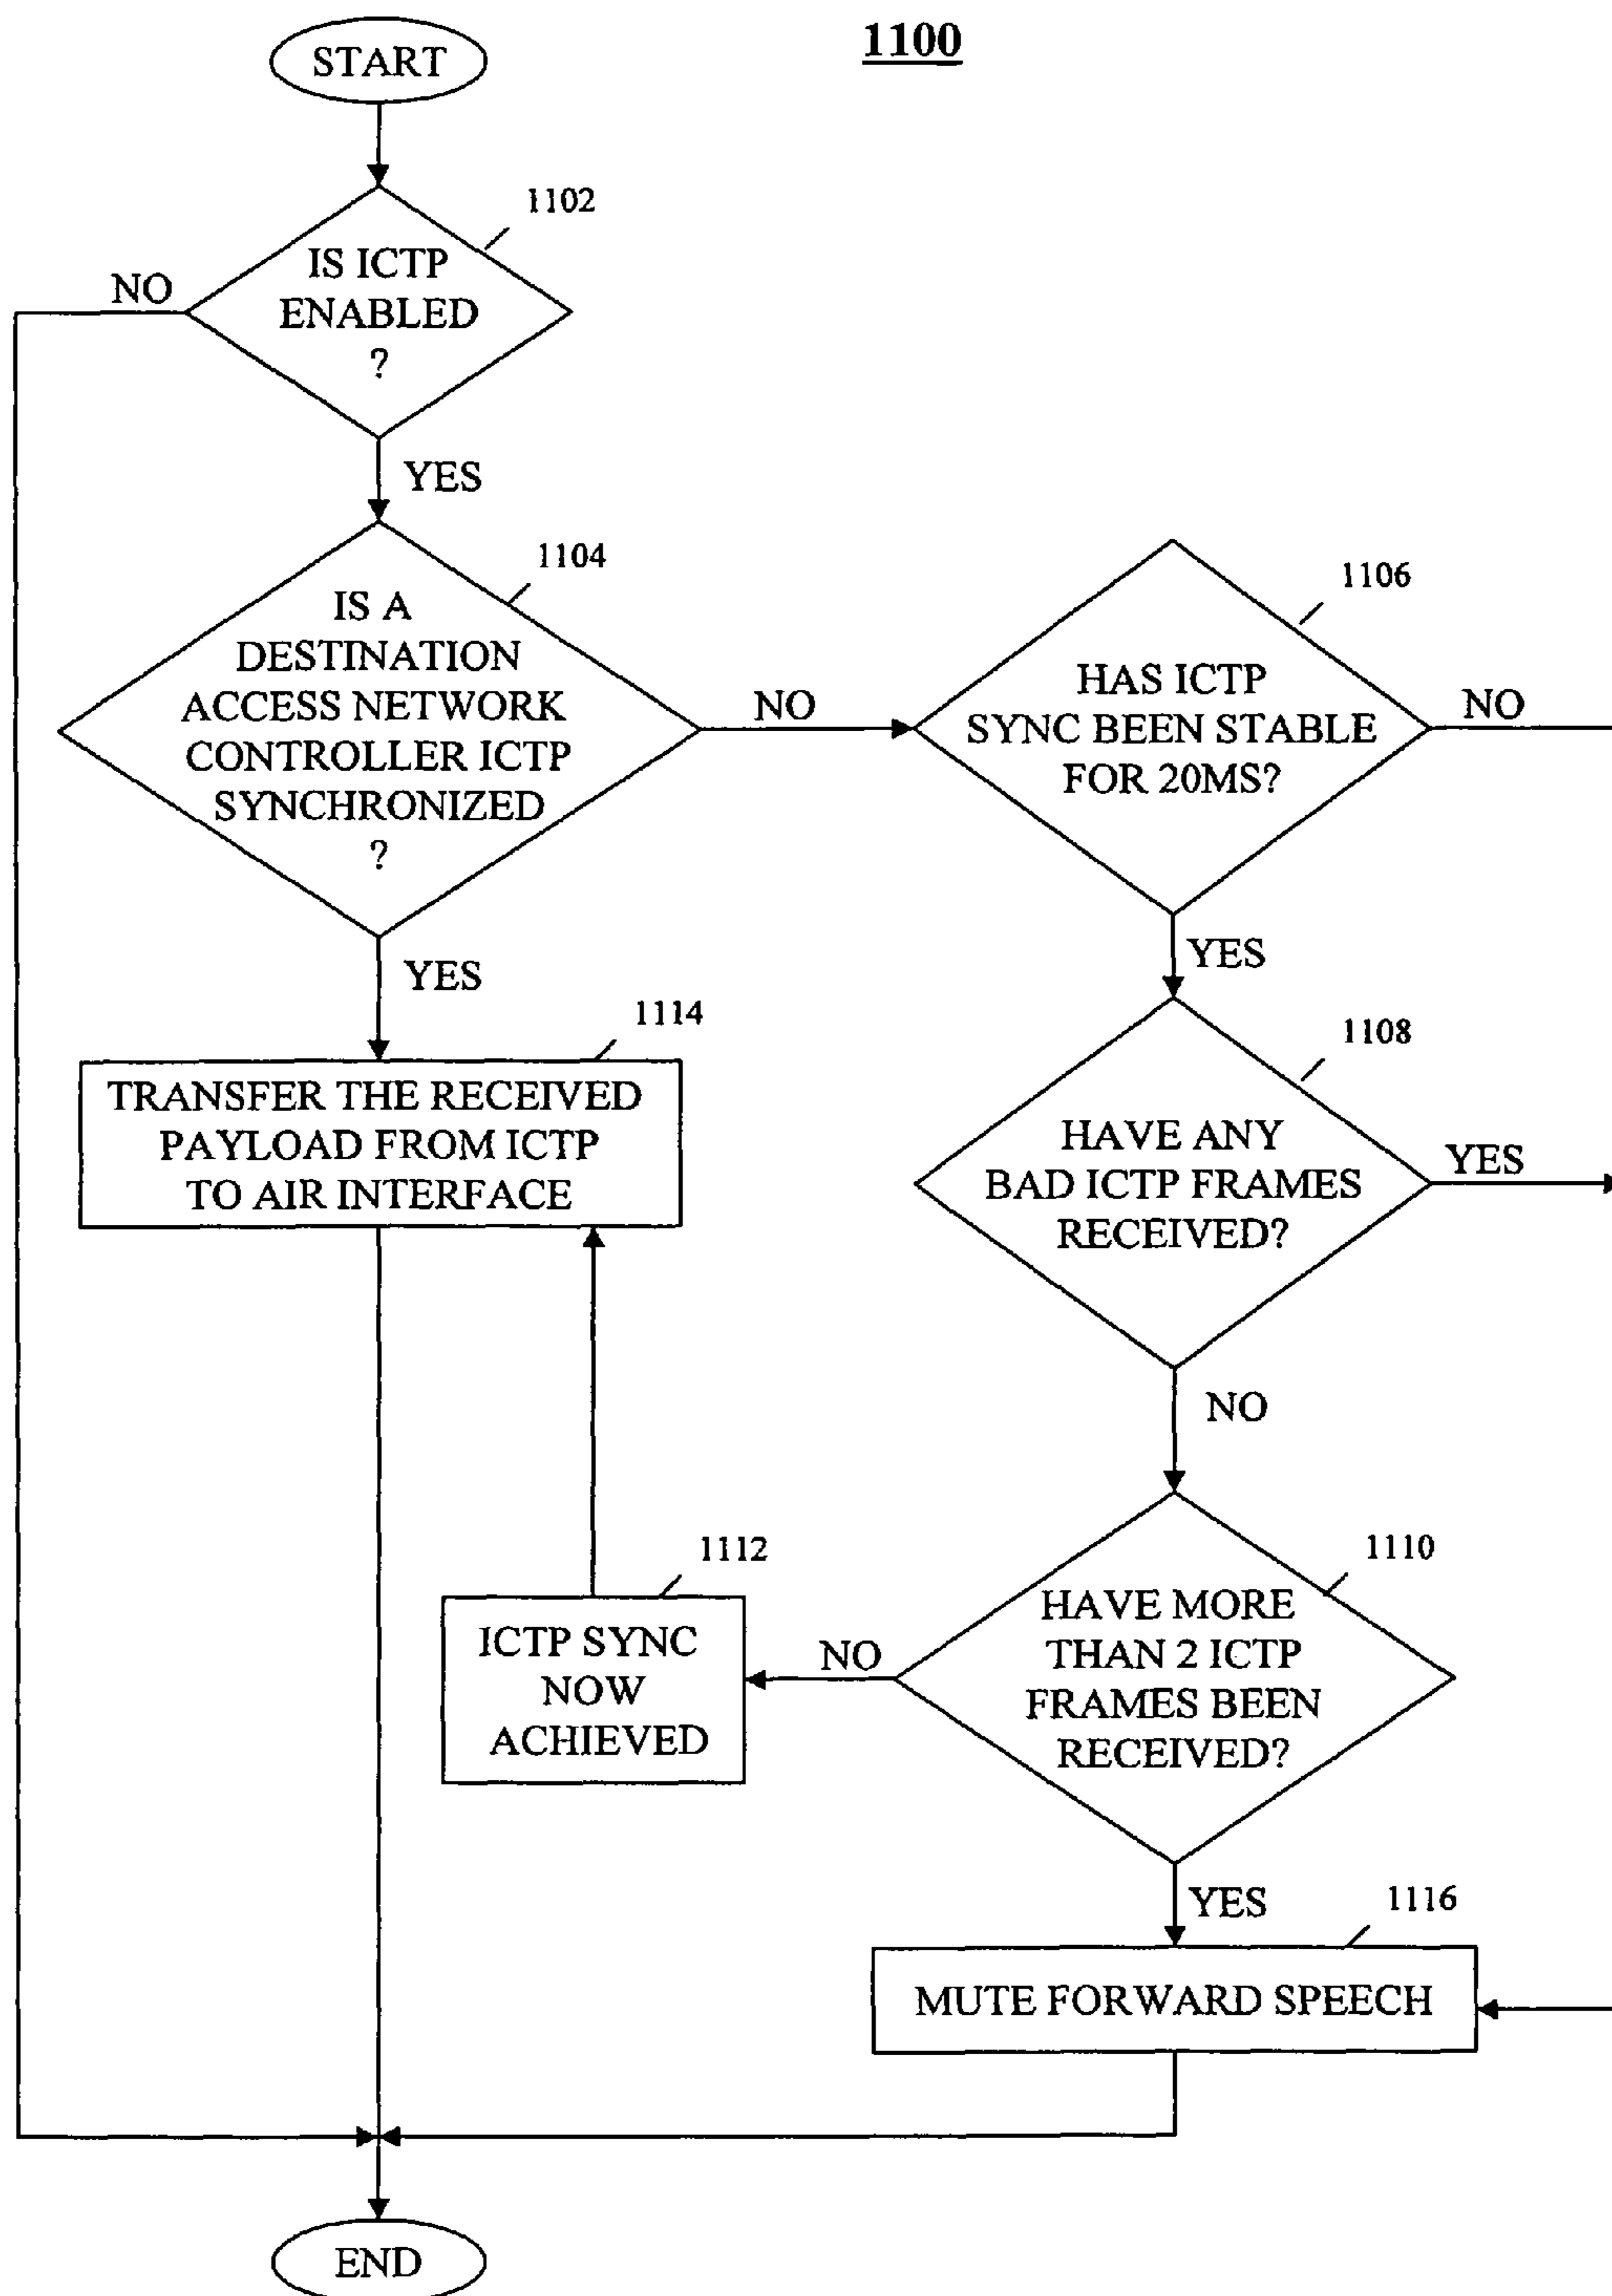 1100
START
1102
IS ICTP
ENABLED
?
NO
YES
1104
IS A
DESTINATION
ACCESS NETWORK
CONTROLLER ICTP
SYNCHRONIZED
?
NO
YES
1106
HAS ICTP
SYNC BEEN STABLE
FOR 20MS?
NO
YES
1114
TRANSFER THE RECEIVED
PAYLOAD FROM ICTP
TO AIR INTERFACE
1108
HAVE ANY
BAD ICTP FRAMES
RECEIVED?
YES
NO
1110
HAVE MORE
THAN 2 ICTP
FRAMES BEEN
RECEIVED?
NO
YES
1112
ICTP SYNC
NOW
ACHIEVED
1116
MUTE FORWARD SPEECH
END